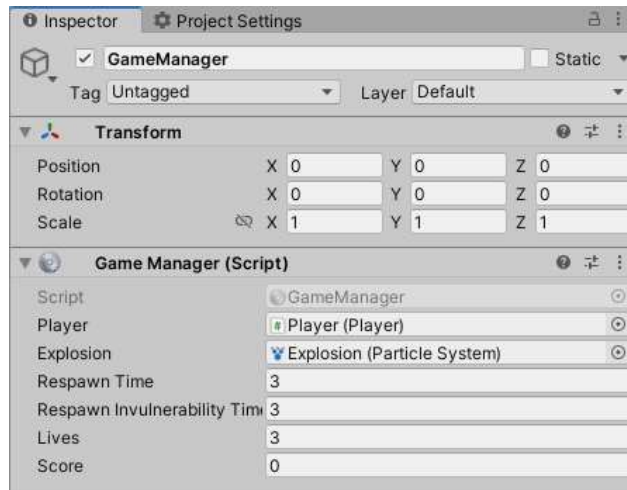 Inspector Project Settings
GameManager Static
Tag Untagged Layer Default
Transform
Position X 0 Y 0 Z 0
Rotation X 0 Y 0 Z 0
Scale X 1 Y 1 Z 1
Game Manager (Script)
Script GameManager
Player # Player (Player)
Explosion Explosion (Particle System)
Respawn Time 3
Respawn Invulnerability Tim 3
Lives 3
Score 0